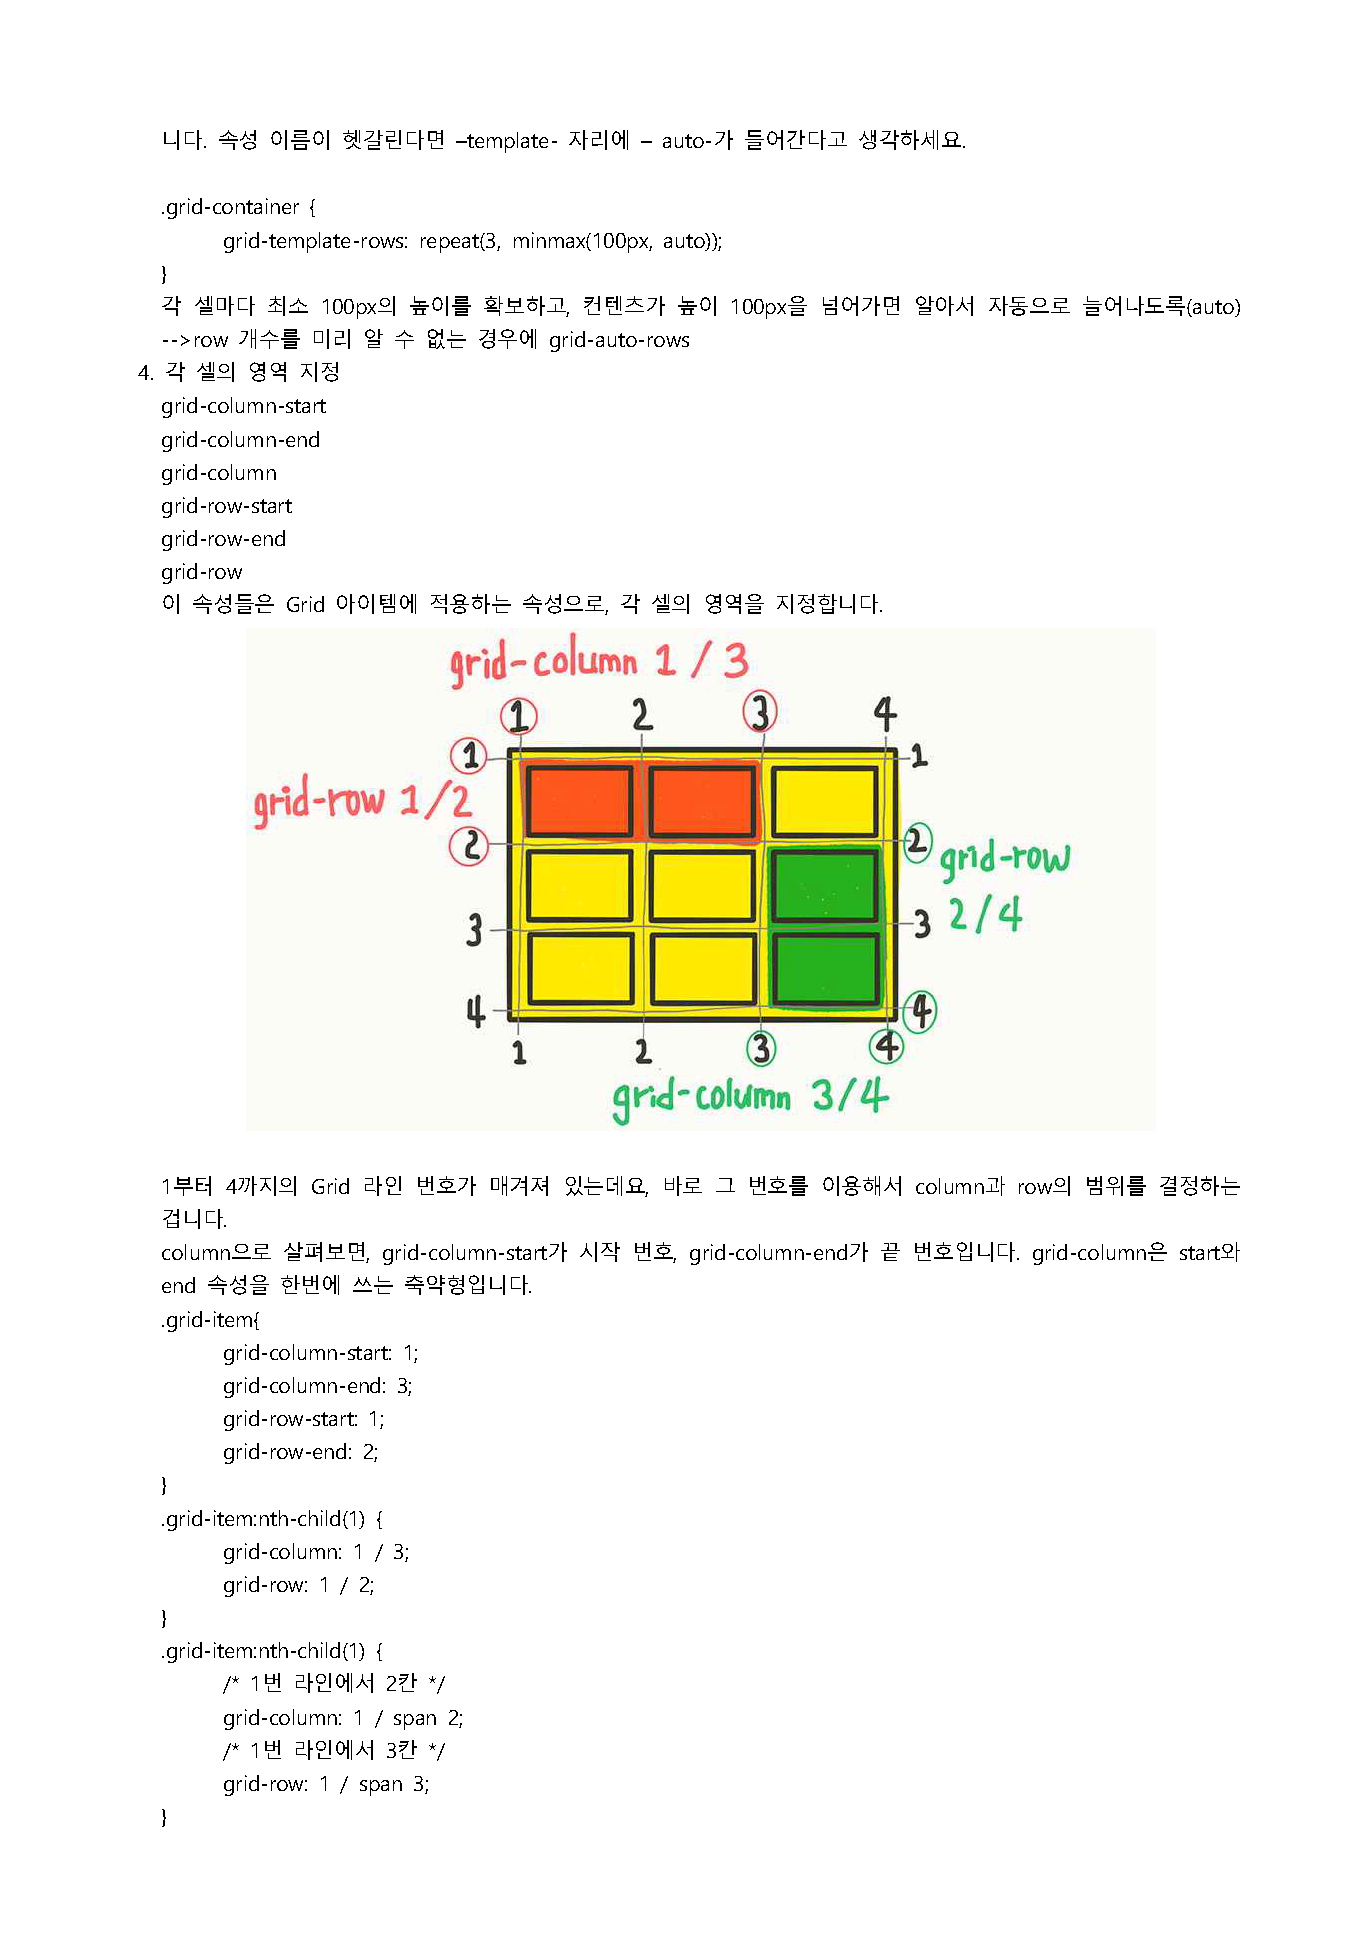 니다. 속성 이름이 헷갈린다면 –template- 자리에 – auto-가 들어간다고 생각하세요.
.grid-container {
grid-template-rows: repeat(3, minmax(100px, auto));
}
각 셀마다 최소 100px의 높이를 확보하고, 컨텐츠가 높이 100px을 넘어가면 알아서 자동으로 늘어나도록(auto)
-->row 개수를 미리 알 수 없는 경우에 grid-auto-rows
4. 각 셀의 영역 지정
grid-column-start
grid-column-end
grid-column
grid-row-start
grid-row-end
grid-row
이 속성들은 Grid 아이템에 적용하는 속성으로, 각 셀의 영역을 지정합니다.
grid-column 1 / 3
1 2 3 4
1 1
grid-row 1/2
2 2
grid-row
2/4
3 3
4 4
1 2 3 4
grid-column 3/4
1부터 4까지의 Grid 라인 번호가 매겨져 있는데요, 바로 그 번호를 이용해서 column과 row의 범위를 결정하는
겁니다.
column으로 살펴보면, grid-column-start가 시작 번호, grid-column-end가 끝 번호입니다. grid-column은 start와
end 속성을 한번에 쓰는 축약형입니다.
.grid-item{
grid-column-start: 1;
grid-column-end: 3;
grid-row-start: 1;
grid-row-end: 2;
}
.grid-item:nth-child(1) {
grid-column: 1 / 3;
grid-row: 1 / 2;
}
.grid-item:nth-child(1) {
/* 1번 라인에서 2칸 */
grid-column: 1 / span 2;
/* 1번 라인에서 3칸 */
grid-row: 1 / span 3;
}